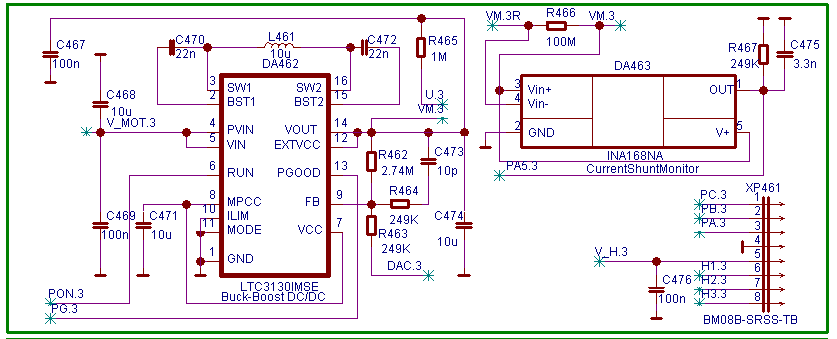 C467
100n
C470
22n
L461
10u
C472
22n
R465
1M
VM.3R
R466
VM.3
100M
R467
249K
C475
3.3n
DA462
DA463
C468
10u
V_MOT.3
3 SW1
2 BST1
SW2 16
BST2 15
U.3
VM.3
4 PVIN
5 VIN
VOUT 14
EXTVCC 12
6 RUN
PGOOD 13
8 MPCC
FB 9
10 ILIM
11 MODE
VCC 7
1 GND
LTC3130IMSE
Buck-Boost DC/DC
C469
100n
C471
10u
R462
2.74M
C473
10p
R464
249K
R463
249K
C474
10u
DAC.3
PON.3
PG.3
3 Vin+
4 Vin-
OUT 1
2 GND
V+ 5
INA168NA
CurrentShuntMonitor
PA5.3
XP461
PC.3 1
PB.3 2
PA.3 3
4
V_H.3 5
H1.3 6
H2.3 7
H3.3 8
C476
100n
BM08B-SRSS-TB